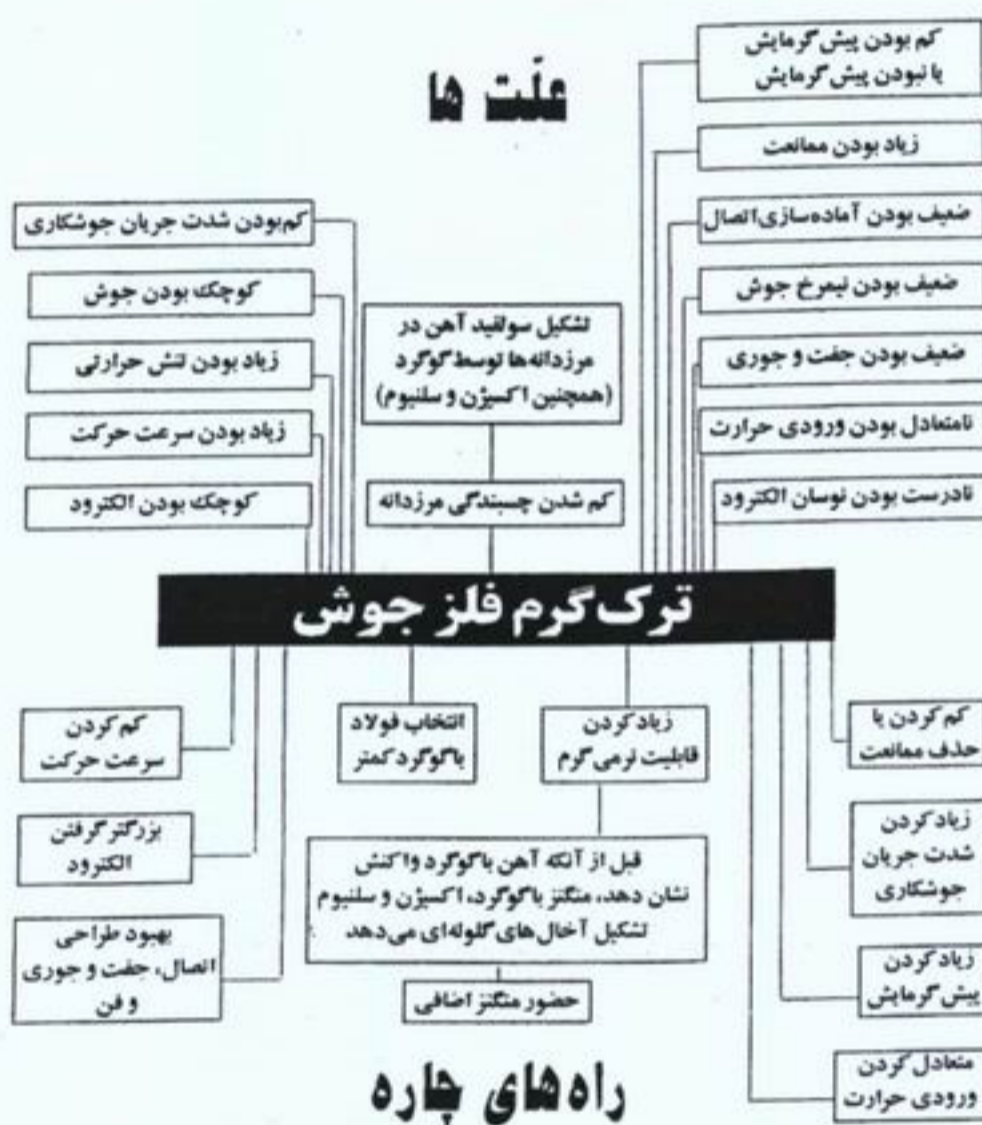 علّت ها
کم بودن پیش‌گرمایش
یا نبودن پیش‌گرمایش
زیاد بودن ممانعت
ضعیف بودن آماده‌سازی اتصال
ضعیف بودن نیمرخ جوش
ضعیف بودن جفت و جوری
نامتعادل بودن ورودی حرارت
نادرست بودن نوسان الکترود
تشکیل سولفید آهن در
مرزدانه‌ها توسط گوگرد
(همچنین اکسیژن و سلنیوم)
کم شدن چسبندگی مرزدانه
کم بودن شدت جریان جوشکاری
کوچک بودن جوش
زیاد بودن تنش حرارتی
زیاد بودن سرعت حرکت
کوچک بودن الکترود
ترک گرم فلز جوش
کم کردن یا
حذف ممانعت
زیاد کردن
شدت جریان
جوشکاری
زیاد کردن
پیش‌گرمایش
متعادل کردن
ورودی حرارت
زیاد کردن
قابلیت نرمی گرم
انتخاب فولاد
با گوگرد کمتر
قبل از آنکه آهن با گوگرد واکنش
نشان دهد، منگنز با گوگرد، اکسیژن و سلنیوم
تشکیل آخال‌های گلوله‌ای می‌دهد
حضور منگنز اضافی
کم کردن
سرعت حرکت
بزرگتر گرفتن
الکترود
بهبود طراحی
اتصال، جفت و جوری
و فن
راه‌های چاره